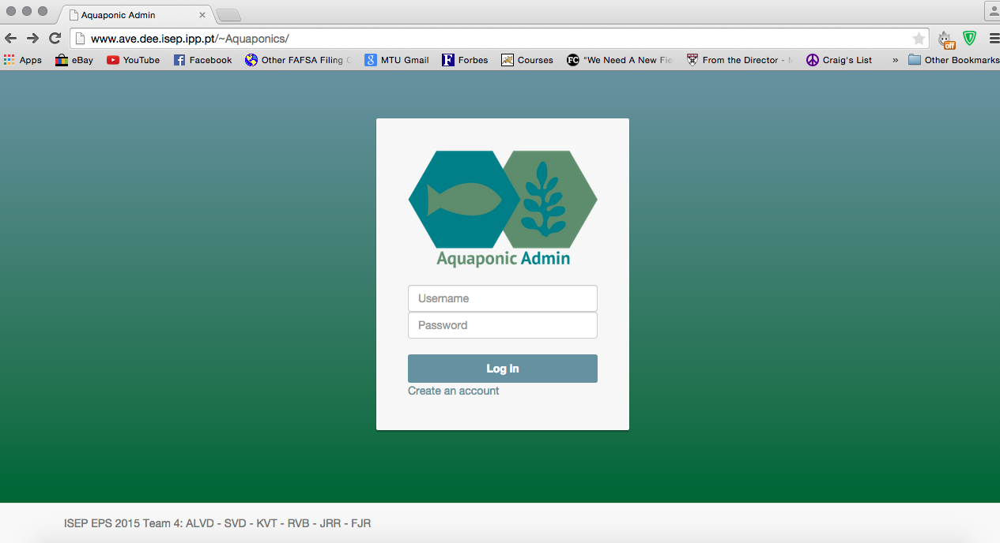 Aquaponic Admin
www.ave.dee.isep.ipp.pt/~Aquaponics/
off
Apps eBay YouTube Facebook Other FAFSA Filing MTU Gmail Forbes Courses FC "We Need A New Fie From the Director - Craig's List » Other Bookmarks
Aquaponic Admin
Username
Password
Log in
Create an account
ISEP EPS 2015 Team 4: ALVD - SVD - KVT - RVB - JRR - FJR